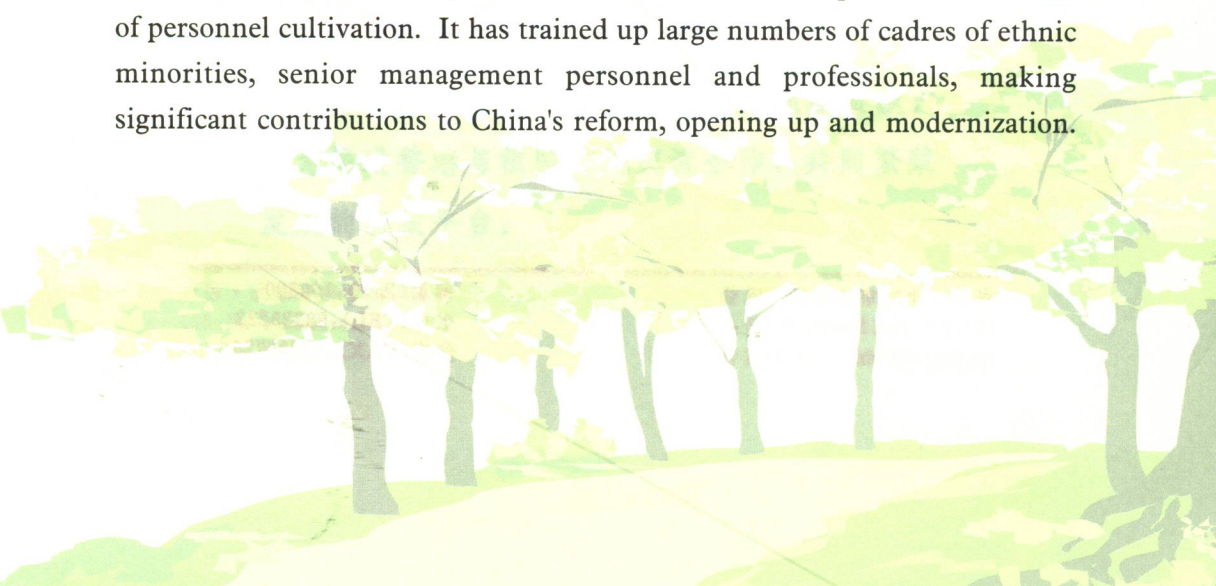 of personnel cultivation. It has trained up large numbers of cadres of ethnic
minorities, senior management personnel and professionals, making
significant contributions to China's reform, opening up and modernization.